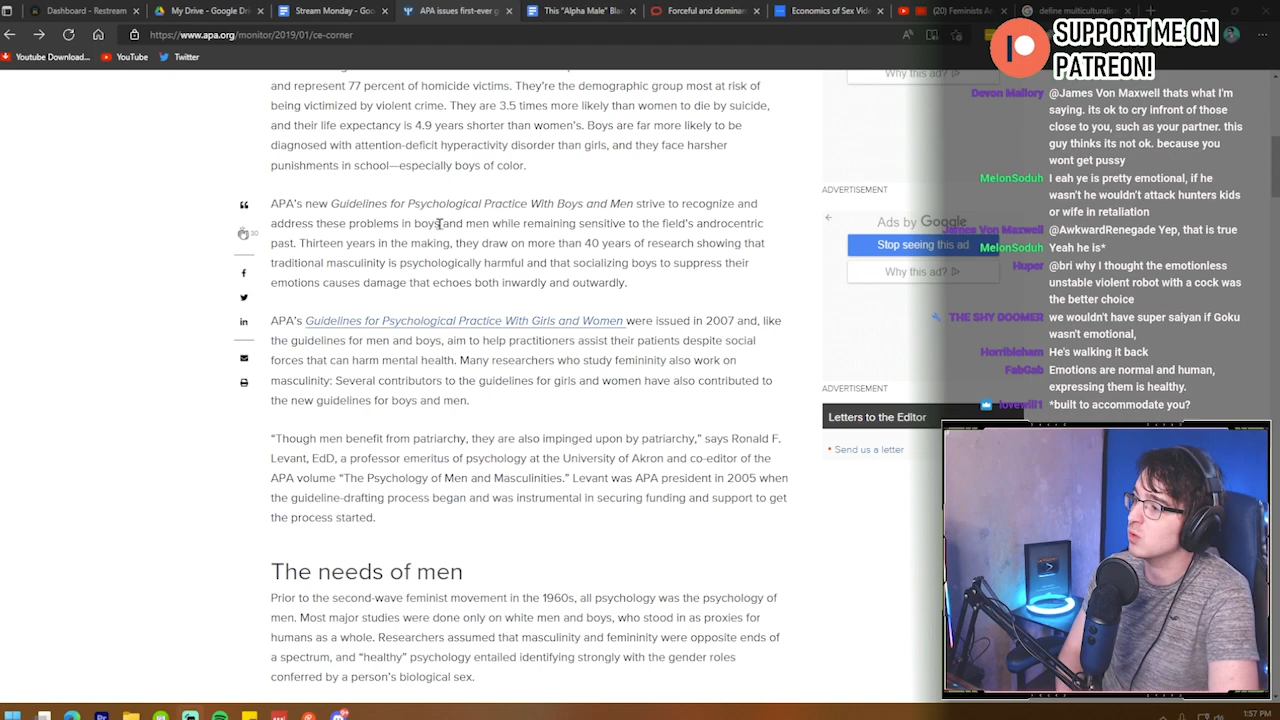 Dashboard - Restream
My Drive - Google Dri
Stream Monday - Goog
APA issues first-ever g
This "Alpha Male" Bla
Forceful and dominant
Economics of Sex Vide
(20) Feminists A
define multiculturalism
https://www.apa.org/monitor/2019/01/ce-corner
Youtube Download...
YouTube
Twitter
SUPPORT ME ON
PATREON!
and represent 77 percent of homicide victims. They're the demographic group most at risk of
being victimized by violent crime. They are 3.5 times more likely than women to die by suicide,
and their life expectancy is 4.9 years shorter than women's. Boys are far more likely to be
diagnosed with attention-deficit hyperactivity disorder than girls, and they face harsher
punishments in school—especially boys of color.
APA's new Guidelines for Psychological Practice With Boys and Men strive to recognize and
address these problems in boys and men while remaining sensitive to the field's androcentric
past. Thirteen years in the making, they draw on more than 40 years of research showing that
traditional masculinity is psychologically harmful and that socializing boys to suppress their
emotions causes damage that echoes both inwardly and outwardly.
APA's Guidelines for Psychological Practice With Girls and Women were issued in 2007 and, like
the guidelines for men and boys, aim to help practitioners assist their patients despite social
forces that can harm mental health. Many researchers who study femininity also work on
masculinity: Several contributors to the guidelines for girls and women have also contributed to
the new guidelines for boys and men.
"Though men benefit from patriarchy, they are also impinged upon by patriarchy," says Ronald F.
Levant, EdD, a professor emeritus of psychology at the University of Akron and co-editor of the
APA volume "The Psychology of Men and Masculinities." Levant was APA president in 2005 when
the guideline-drafting process began and was instrumental in securing funding and support to get
the process started.
The needs of men
Prior to the second-wave feminist movement in the 1960s, all psychology was the psychology of
men. Most major studies were done only on white men and boys, who stood in as proxies for
humans as a whole. Researchers assumed that masculinity and femininity were opposite ends of
a spectrum, and "healthy" psychology entailed identifying strongly with the gender roles
conferred by a person's biological sex.
30
Why this ad?
ADVERTISEMENT
Ads by Google
Stop seeing this ad
Why this ad?
ADVERTISEMENT
Letters to the Editor
Send us a letter
Devon Mallory @James Von Maxwell thats what I'm
saying. its ok to cry infront of those
close to you, such as your partner. this
guy thinks its not ok. because you
wont get pussy
MelonSoduh I eah ye is pretty emotional, if he
wasn't he wouldn't attack hunters kids
or wife in retaliation
James Von Maxwell @AwkwardRenegade Yep, that is true
MelonSoduh Yeah he is*
Huper @bri why I thought the emotionless
unstable violent robot with a cock was
the better choice
THE SHY DOOMER we wouldn't have super saiyan if Goku
wasn't emotional,
Horribleham He's walking it back
FabGab Emotions are normal and human,
expressing them is healthy.
lovewill1 *built to accommodate you?
1:57 PM